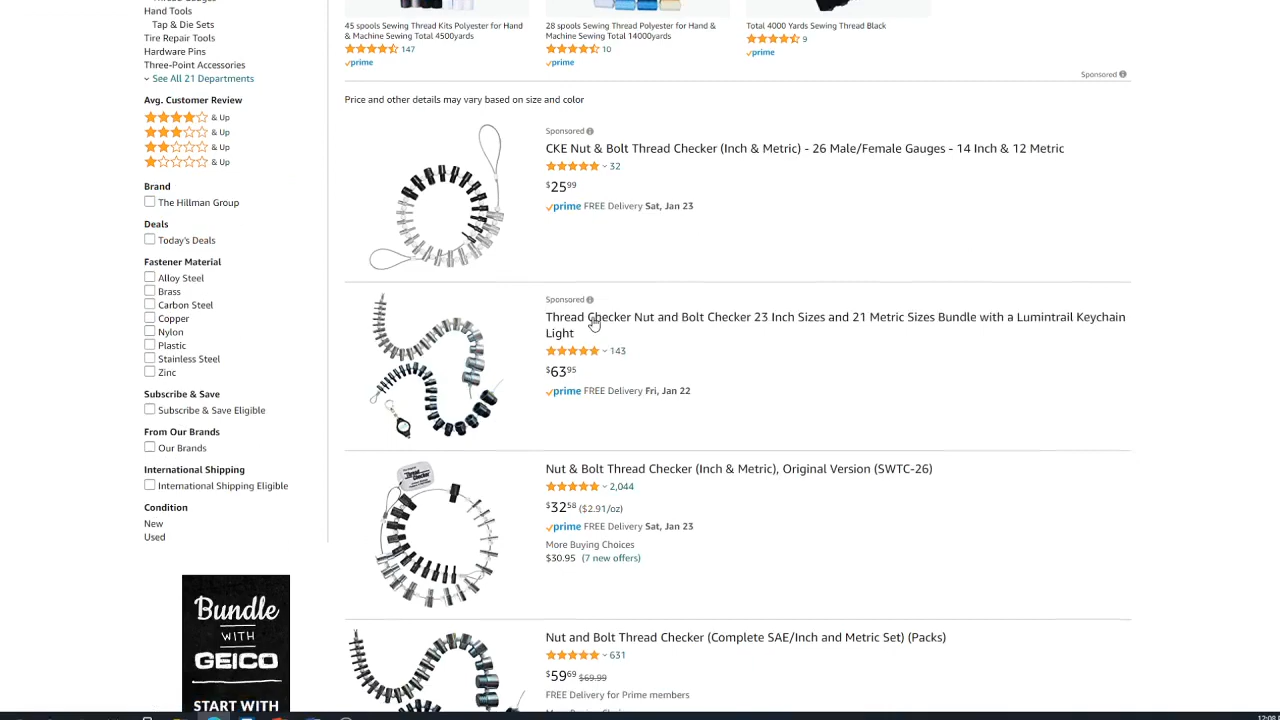 Hand Tools
Tap & Die Sets
Tire Repair Tools
Hardware Pins
Three-Point Accessories
See All 21 Departments
Avg. Customer Review
& Up
& Up
& Up
& Up
Brand
The Hillman Group
Deals
Today's Deals
Fastener Material
Alloy Steel
Brass
Carbon Steel
Copper
Nylon
Plastic
Stainless Steel
Zinc
Subscribe & Save
Subscribe & Save Eligible
From Our Brands
Our Brands
International Shipping
International Shipping Eligible
Condition
New
Used
Bundle
WITH
GEICO
START WITH
45 spools Sewing Thread Kits Polyester for Hand
& Machine Sewing Total 4500yards
147
prime
28 spools Sewing Thread Polyester for Hand &
Machine Sewing Total 14000yards
10
prime
Total 4000 Yards Sewing Thread Black
9
prime
Sponsored
Price and other details may vary based on size and color
Sponsored
CKE Nut & Bolt Thread Checker (Inch & Metric) - 26 Male/Female Gauges - 14 Inch & 12 Metric
32
$2599
prime FREE Delivery Sat, Jan 23
Sponsored
Thread Checker Nut and Bolt Checker 23 Inch Sizes and 21 Metric Sizes Bundle with a Lumintrail Keychain
Light
143
$6395
prime FREE Delivery Fri, Jan 22
Nut & Bolt Thread Checker (Inch & Metric), Original Version (SWTC-26)
2,044
$3258 ($2.91/oz)
prime FREE Delivery Sat, Jan 23
More Buying Choices
$30.95 (7 new offers)
Nut and Bolt Thread Checker (Complete SAE/Inch and Metric Set) (Packs)
631
$5969 $69.99
FREE Delivery for Prime members